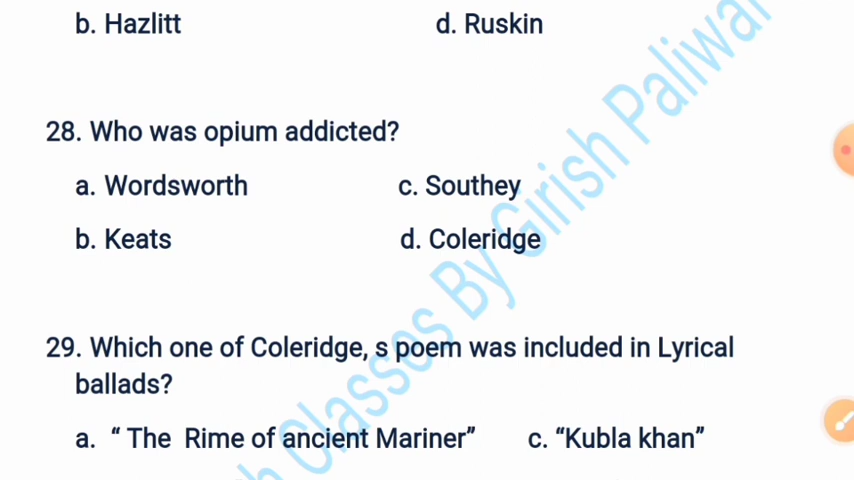 b. Hazlitt d. Ruskin
28. Who was opium addicted?
a. Wordsworth c. Southey
b. Keats d. Coleridge
29. Which one of Coleridge, s poem was included in Lyrical
ballads?
a. “ The Rime of ancient Mariner” c. “Kubla khan”
h Classes By Girish Paliwal